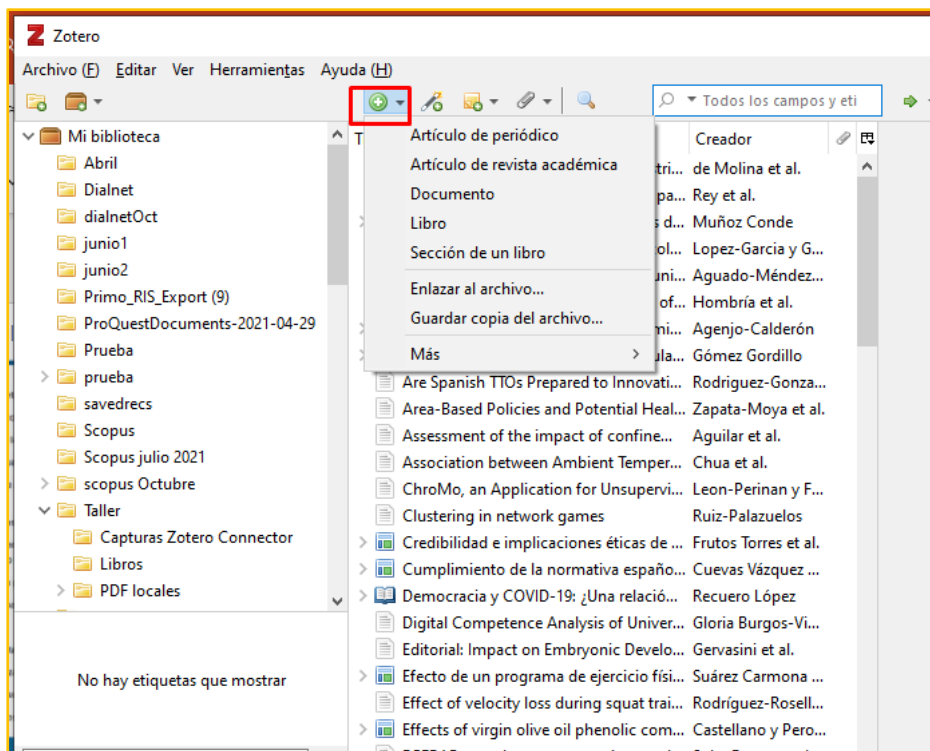 Zotero
Archivo (F) Editar Ver Herramientas Ayuda (H)
Todos los campos y eti
Mi biblioteca
Abril
Dialnet
dialnetOct
junio1
junio2
Primo_RIS_Export (9)
ProQuestDocuments-2021-04-29
Prueba
prueba
savedrecs
Scopus
Scopus julio 2021
scopus Octubre
Taller
Capturas Zotero Connector
Libros
PDF locales
No hay etiquetas que mostrar
Artículo de periódico
Artículo de revista académica
Documento
Libro
Sección de un libro
Enlazar al archivo...
Guardar copia del archivo...
Más
T Creador
tri... de Molina et al.
pa... Rey et al.
s d... Muñoz Conde
ol... Lopez-Garcia y G...
uni... Aguado-Méndez...
of... Hombría et al.
mi... Agenjo-Calderón
ula... Gómez Gordillo
Are Spanish TTOs Prepared to Innovati... Rodriguez-Gonza...
Area-Based Policies and Potential Heal... Zapata-Moya et al.
Assessment of the impact of confine... Aguilar et al.
Association between Ambient Temper... Chua et al.
ChroMo, an Application for Unsupervi... Leon-Perinan y F...
Clustering in network games Ruiz-Palazuelos
Credibilidad e implicaciones éticas de ... Frutos Torres et al.
Cumplimiento de la normativa españo... Cuevas Vázquez ...
Democracia y COVID-19: ¿Una relació... Recuero López
Digital Competence Analysis of Univer... Gloria Burgos-Vi...
Editorial: Impact on Embryonic Develo... Gervasini et al.
Efecto de un programa de ejercicio físi... Suárez Carmona ...
Effect of velocity loss during squat trai... Rodríguez-Rosell...
Effects of virgin olive oil phenolic com... Castellano y Pero...